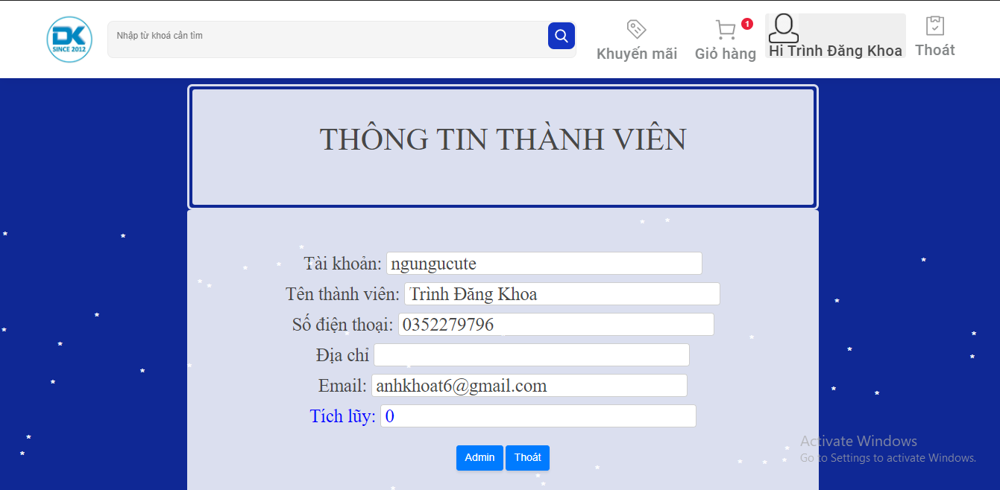 DK
SINCE 2012
Nhập từ khoá cần tìm
Khuyến mãi
Giỏ hàng
1
Hi Trình Đăng Khoa
Thoát
THÔNG TIN THÀNH VIÊN
Tài khoản: ngungucute
Tên thành viên: Trình Đăng Khoa
Số điện thoại: 0352279796
Địa chỉ
Email: anhkhoat6@gmail.com
Tích lũy: 0
Admin Thoát
Activate Windows
Go to Settings to activate Windows.